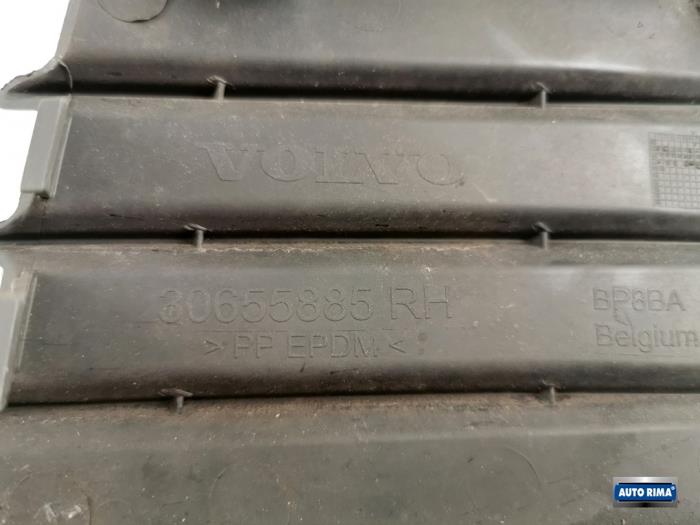 VOLVO
30655885 RH
> PP EPDM <
BP8BA
Belgium
AUTO RIMA®